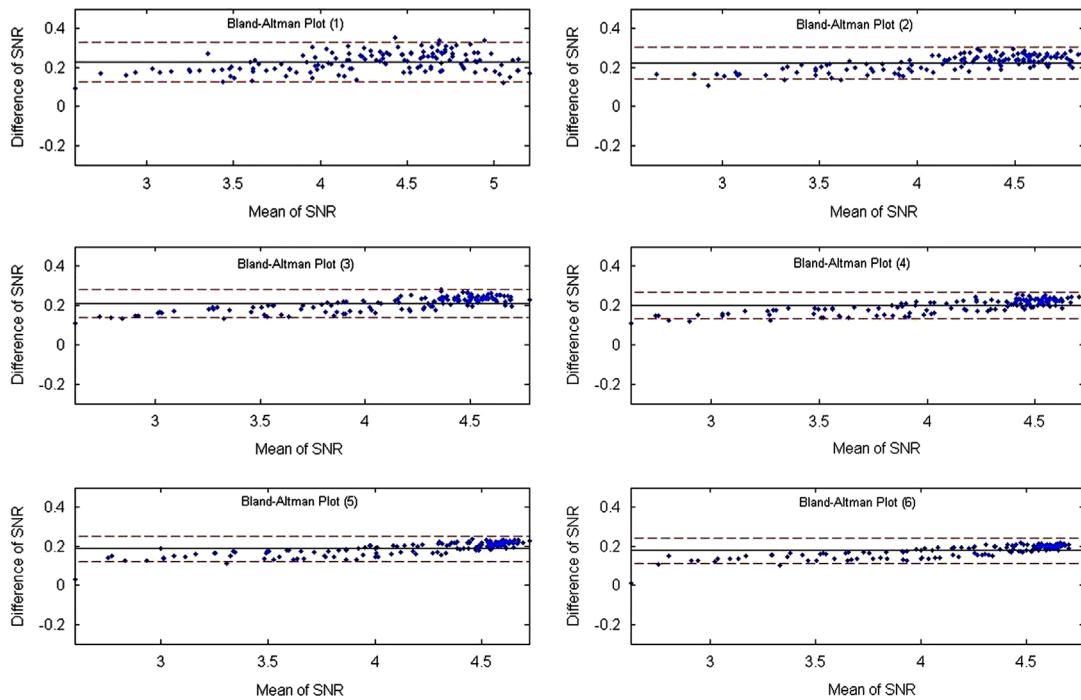 Bland-Altman Plot (1)
Difference of SNR
0.4
0.2
0
-0.2
3
3.5
4
4.5
5
Mean of SNR
Bland-Altman Plot (2)
Difference of SNR
0.4
0.2
0
-0.2
3
3.5
4
4.5
Mean of SNR
Bland-Altman Plot (3)
Difference of SNR
0.4
0.2
0
-0.2
3
3.5
4
4.5
Mean of SNR
Bland-Altman Plot (4)
Difference of SNR
0.4
0.2
0
-0.2
3
3.5
4
4.5
Mean of SNR
Bland-Altman Plot (5)
Difference of SNR
0.4
0.2
0
-0.2
3
3.5
4
4.5
Mean of SNR
Bland-Altman Plot (6)
Difference of SNR
0.4
0.2
0
-0.2
3
3.5
4
4.5
Mean of SNR